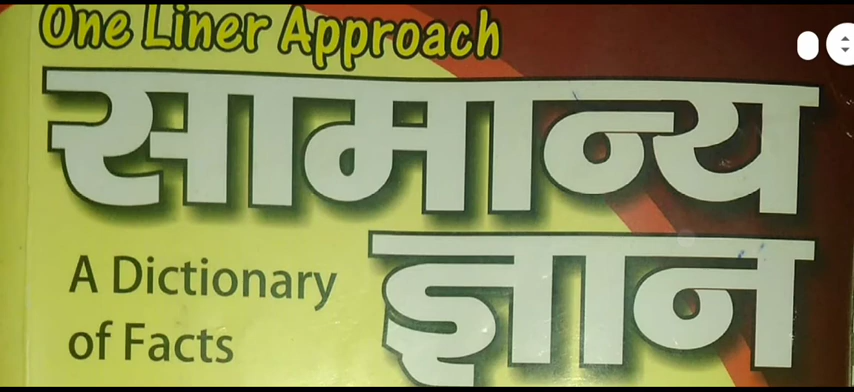 One Liner Approach
सामान्य
ज्ञान
A Dictionary
of Facts